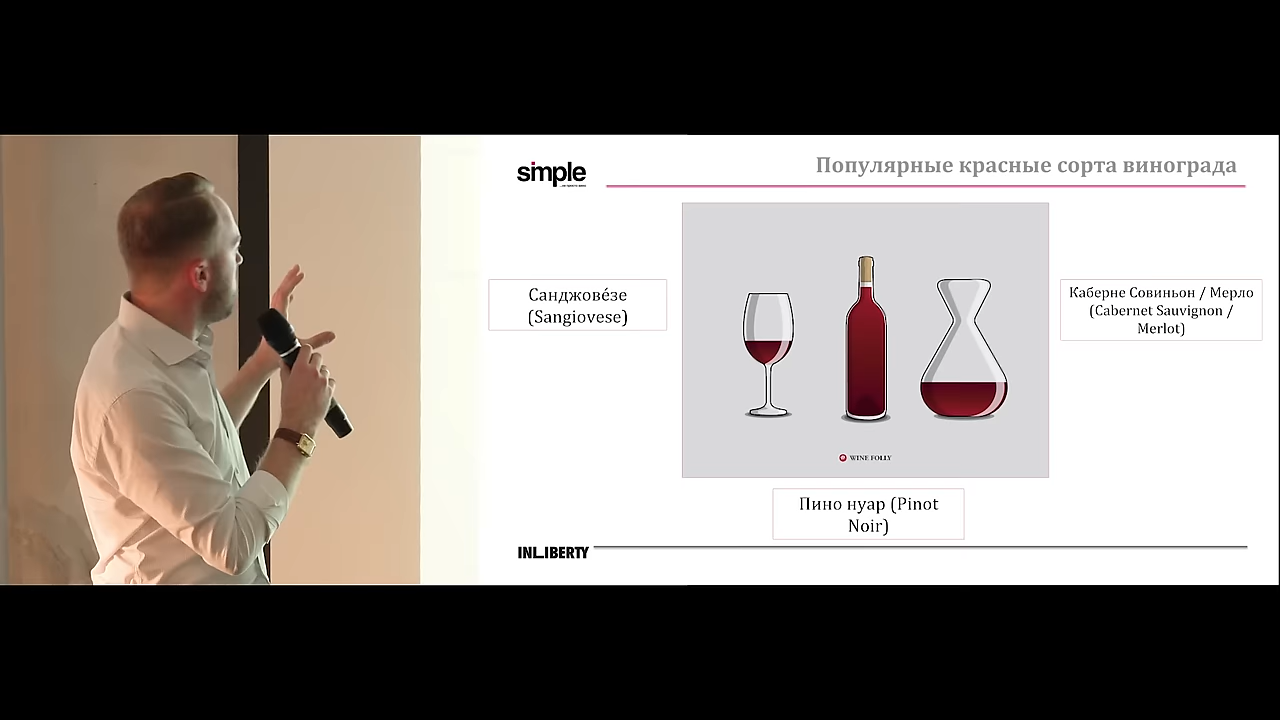 simple
Популярные красные сорта винограда
Санджове́зе
(Sangiovese)
Каберне Совиньон / Мерло
(Cabernet Sauvignon /
Merlot)
WINE FOLLY
Пино нуар (Pinot
Noir)
INLIBERTY